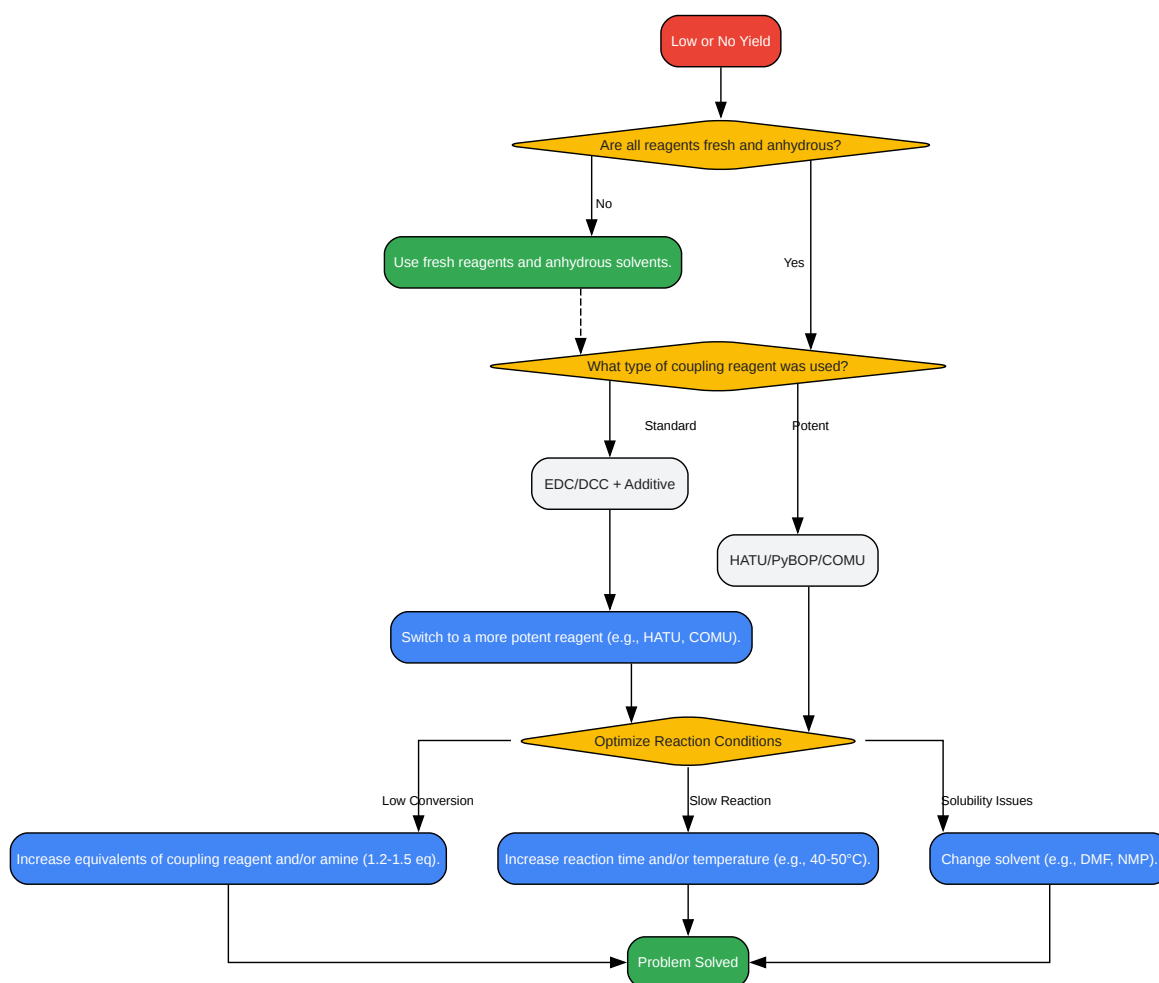 Low or No Yield
Are all reagents fresh and anhydrous?
No
Use fresh reagents and anhydrous solvents.
Yes
What type of coupling reagent was used?
Standard
Potent
EDC/DCC + Additive
HATU/PyBOP/COMU
Switch to a more potent reagent (e.g., HATU, COMU).
Optimize Reaction Conditions
Low Conversion
Slow Reaction
Solubility Issues
Increase equivalents of coupling reagent and/or amine (1.2-1.5 eq).
Increase reaction time and/or temperature (e.g., 40-50°C).
Change solvent (e.g., DMF, NMP).
Problem Solved